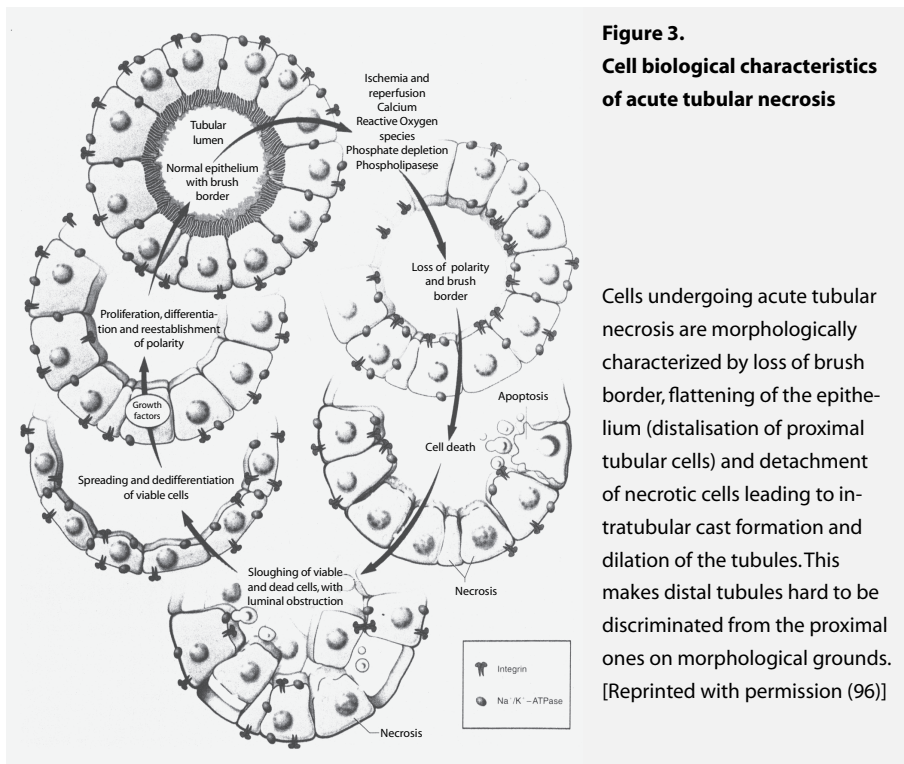 Figure 3.
Cell biological characteristics
of acute tubular necrosis
Ischemia and
reperfusion
Calcium
Reactive Oxygen
species
Phosphate depletion
Phospholipasese
Tubular
lumen
Normal epithelium
with brush
border
Loss of polarity
and brush
border
Proliferation, differentia-
tion and reestablishment
of polarity
Growth
factors
Apoptosis
Cell death
Spreading and dedifferentiation
of viable cells
Necrosis
Sloughing of viable
and dead cells, with
luminal obstruction
Necrosis
Integrin
Na+/K+–ATPase
Cells undergoing acute tubular
necrosis are morphologically
characterized by loss of brush
border, flattening of the epithe-
lium (distalisation of proximal
tubular cells) and detachment
of necrotic cells leading to in-
tratubular cast formation and
dilation of the tubules. This
makes distal tubules hard to be
discriminated from the proximal
ones on morphological grounds.
[Reprinted with permission (96)]